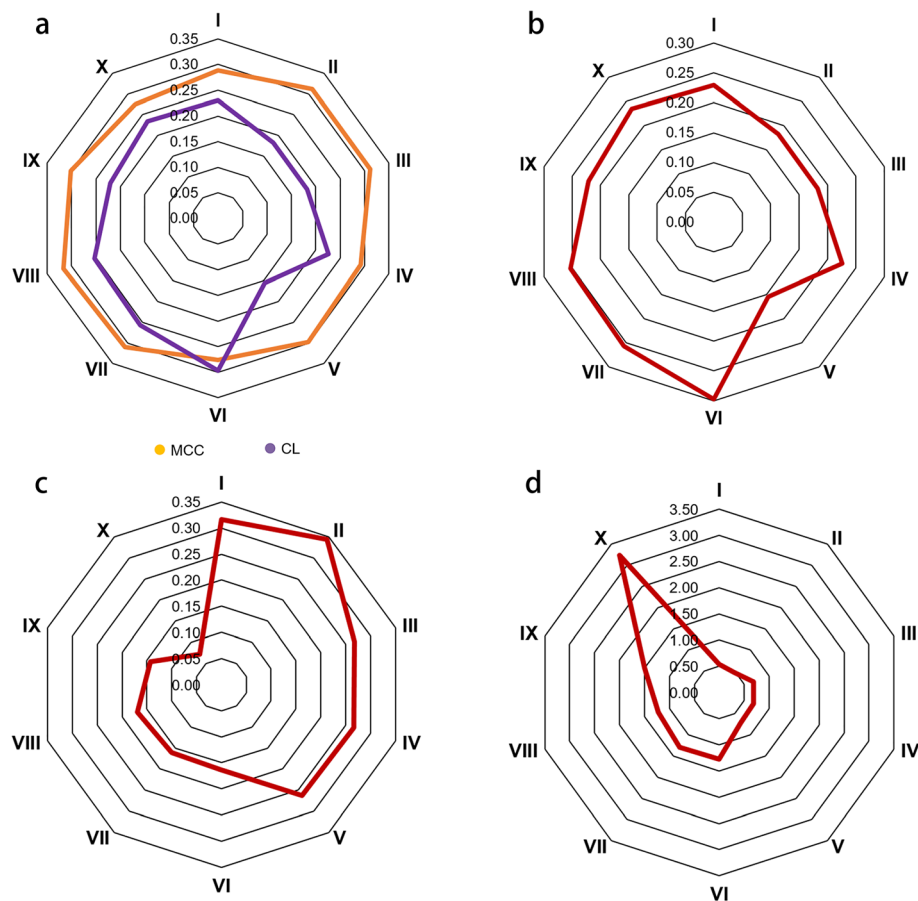 a
I
II
III
IV
V
VI
VII
VIII
IX
X
0.35
0.30
0.25
0.20
0.15
0.10
0.05
0.00
MCC CL
b
I
II
III
IV
V
VI
VII
VIII
IX
X
0.30
0.25
0.20
0.15
0.10
0.05
0.00
c
I
II
III
IV
V
VI
VII
VIII
IX
X
0.35
0.30
0.25
0.20
0.15
0.10
0.05
0.00
d
I
II
III
IV
V
VI
VII
VIII
IX
X
3.50
3.00
2.50
2.00
1.50
1.00
0.50
0.00